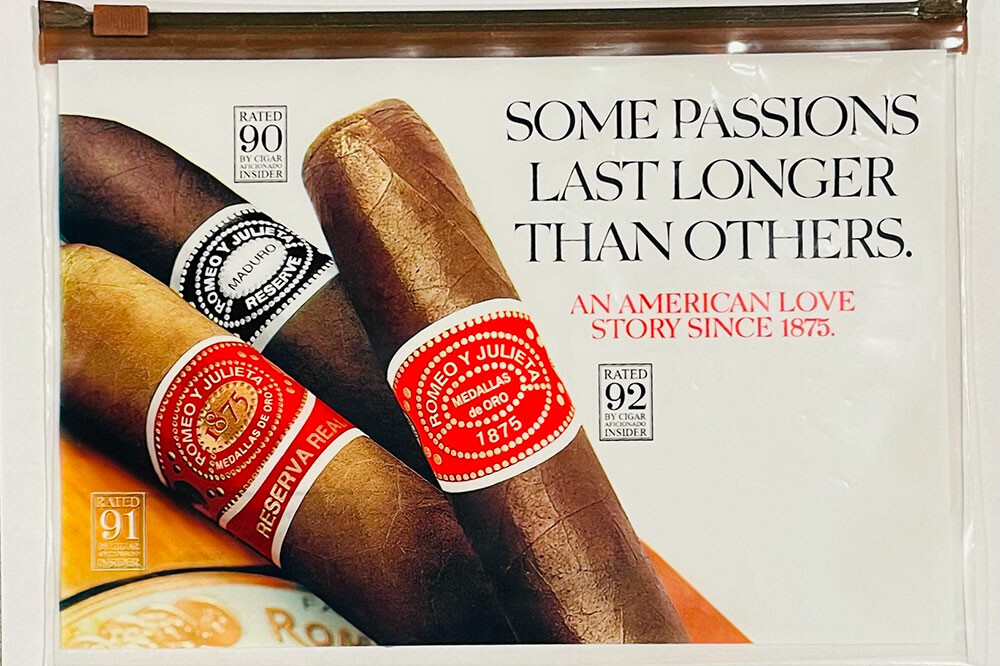 SOME PASSIONS
LAST LONGER
THAN OTHERS.
AN AMERICAN LOVE
STORY SINCE 1875.
RATED
90
BY CIGAR
AFICIONADO
INSIDER
ROMEO Y JULIETA
MADURO
RESERVE
ROMEO Y JULIETA
MEDALLAS
de ORO
1875
RATED
92
BY CIGAR
AFICIONADO
INSIDER
ROMEO Y JULIETA
1875
MEDALLAS DE ORO
RESERVA REAL
RATED
91
INSIDER
ROM